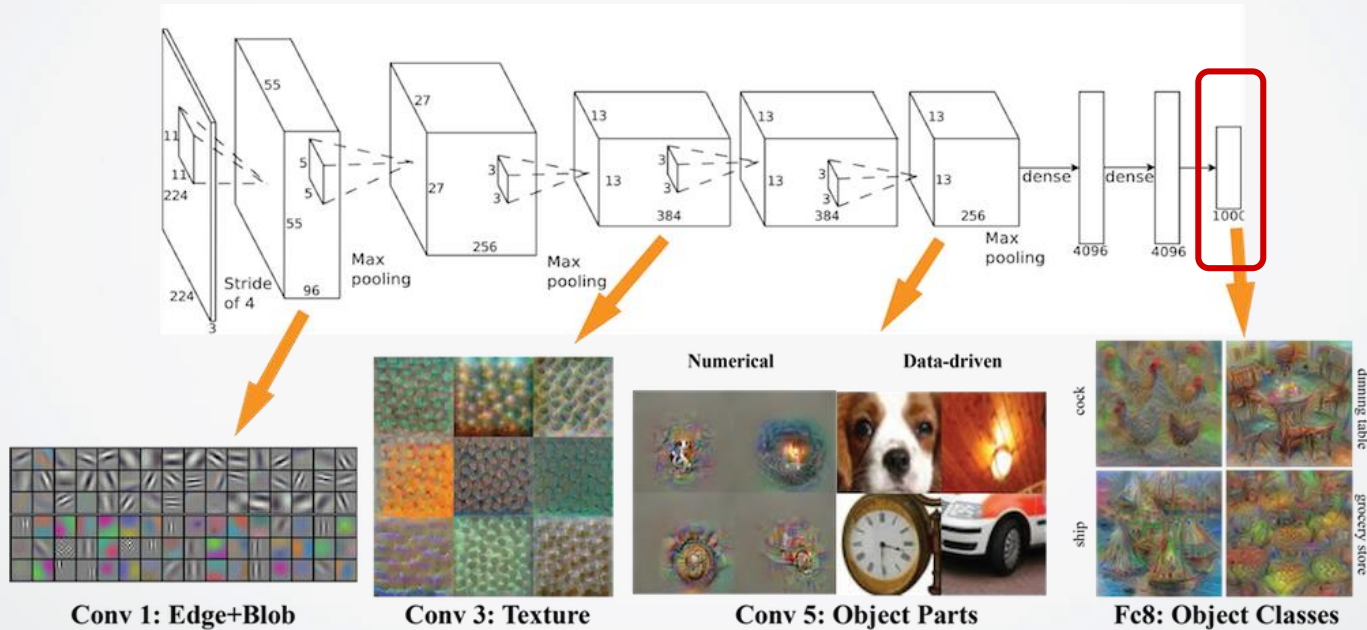 55
27
13
13
13
11
5
3
3
3
11
5
27
3
13
3
13
3
13
dense
dense
224
55
384
384
256
1000
256
Max
pooling
4096
4096
Max
pooling
Max
pooling
224
Stride
of 4
96
3
Numerical
Data-driven
cock
dinning table
ship
grocery store
Conv 1: Edge+Blob
Conv 3: Texture
Conv 5: Object Parts
Fc8: Object Classes